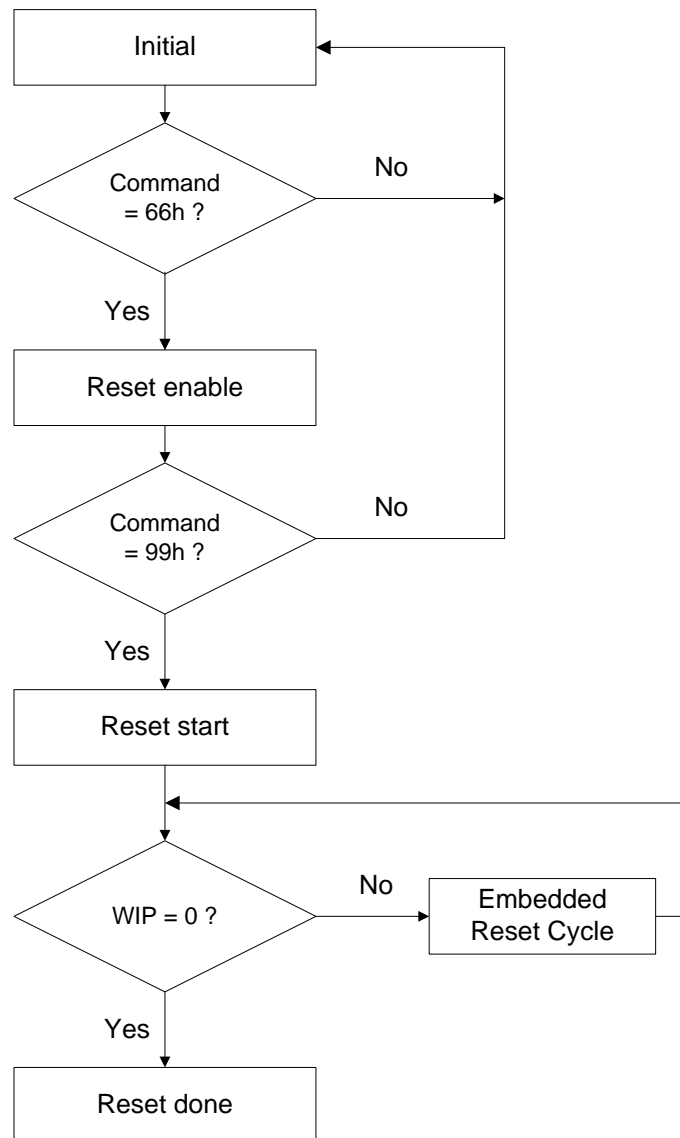 Initial
No
Command
= 66h ?
Yes
Reset enable
No
Command
= 99h ?
Yes
Reset start
No
WIP = 0 ?
Embedded
Reset Cycle
Yes
Reset done